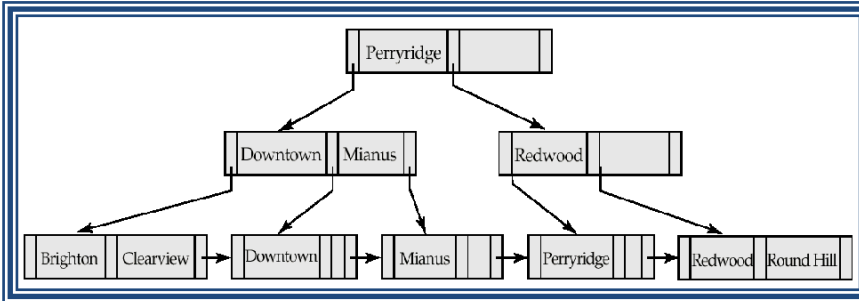 Perryridge
Downtown Mianus Redwood
Brighton Clearview Downtown Mianus Perryridge Redwood Round Hill